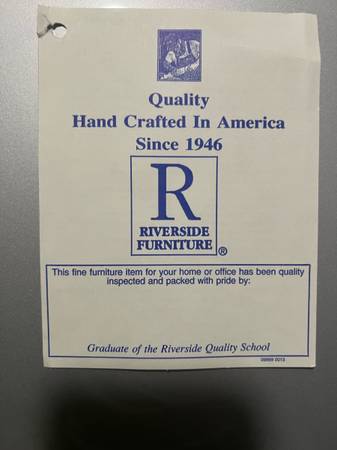 Quality
Hand Crafted In America
Since 1946
R
RIVERSIDE
FURNITURE®
This fine furniture item for your home or office has been quality
inspected and packed with pride by:
Graduate of the Riverside Quality School